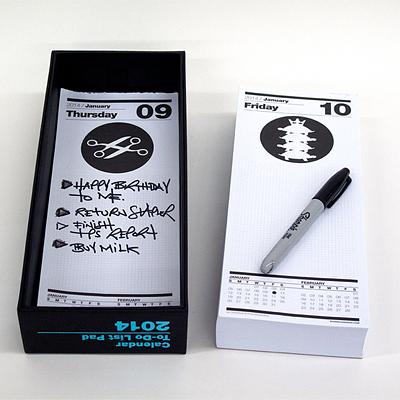 2014 / January
Thursday
09
HAPPY BIRTHDAY
TO ME.
RETURN STAPLER
FINISH
TPS REPORT
BUY MILK
JANUARY
S M T W T F S
FEBRUARY
S M T W T F S
Calendar
To-Do List Pad
2014
2014 / January
Friday
10
Sharpie
JANUARY
S M T W T F S
FEBRUARY
S M T W T F S